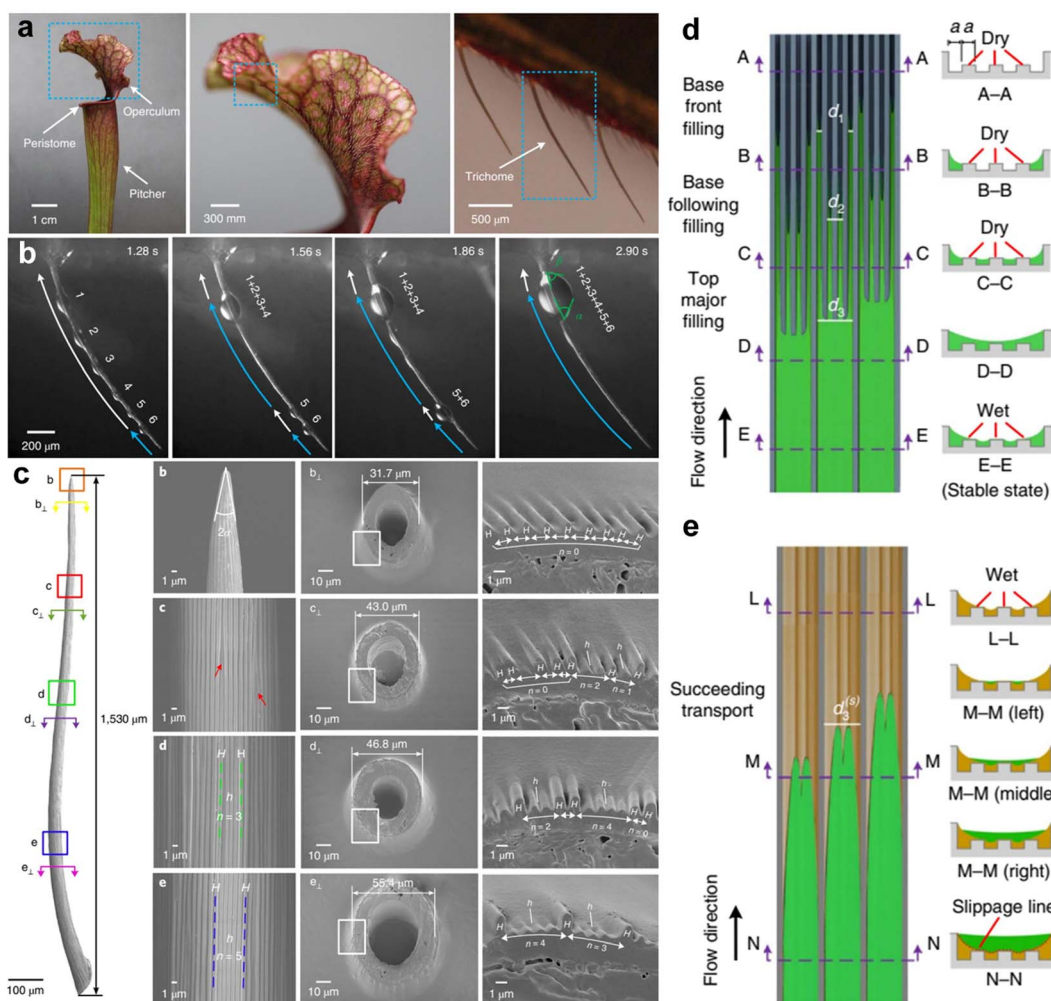 a
Operculum
Peristome
Pitcher
1 cm
300 mm
Trichome
500 μm
b
1.28 s
1
2
3
4
5
6
200 μm
1.56 s
1+2+3+4
5
6
1.86 s
1+2+3+4
5+6
2.90 s
1+2+3+4+5+6
β
α
c
b
b⊥
c
c⊥
d
d⊥
e
e⊥
1,530 μm
100 μm
b
2α
1 μm
b⊥
31.7 μm
10 μm
H H H H H H H H H
n = 0
1 μm
c
1 μm
c⊥
43.0 μm
10 μm
h h
H H H H H H H H
n = 0 n = 2 n = 1
1 μm
d
H H
h
n = 3
1 μm
d⊥
46.8 μm
10 μm
h h
H H H H H
n = 2 n = 4 n = 0
1 μm
e
H H
h
n = 5
1 μm
e⊥
55.4 μm
10 μm
h h
H H H
n = 4 n = 3
1 μm
d
A A
Base
front
filling
d1
B B
Base
following
filling
d2
C C
Top
major
filling
d3
D D
E E
Flow direction
a a
Dry
A–A
Dry
B–B
Dry
C–C
D–D
Wet
E–E
(Stable state)
e
L L
Succeeding
transport
d3(s)
M M
N N
Flow direction
Wet
L–L
M–M (left)
M–M (middle)
M–M (right)
Slippage line
N–N